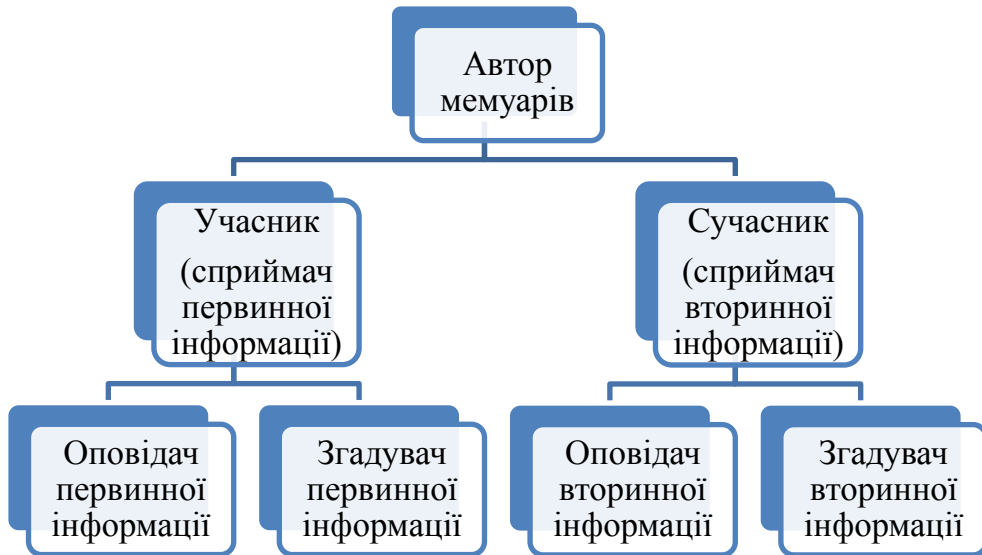 Автор
мемуарів
Учасник
(сприймач
первинної
інформації)
Сучасник
(сприймач
вторинної
інформації)
Оповідач
первинної
інформації
Згадувач
первинної
інформації
Оповідач
вторинної
інформації
Згадувач
вторинної
інформації